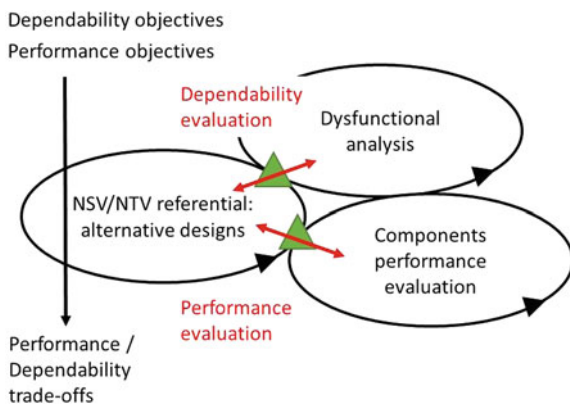 Dependability objectives
Performance objectives
Dependability
evaluation
Dysfunctional
analysis
NSV/NTV referential:
alternative designs
Components
performance
evaluation
Performance
evaluation
Performance /
Dependability
trade-offs